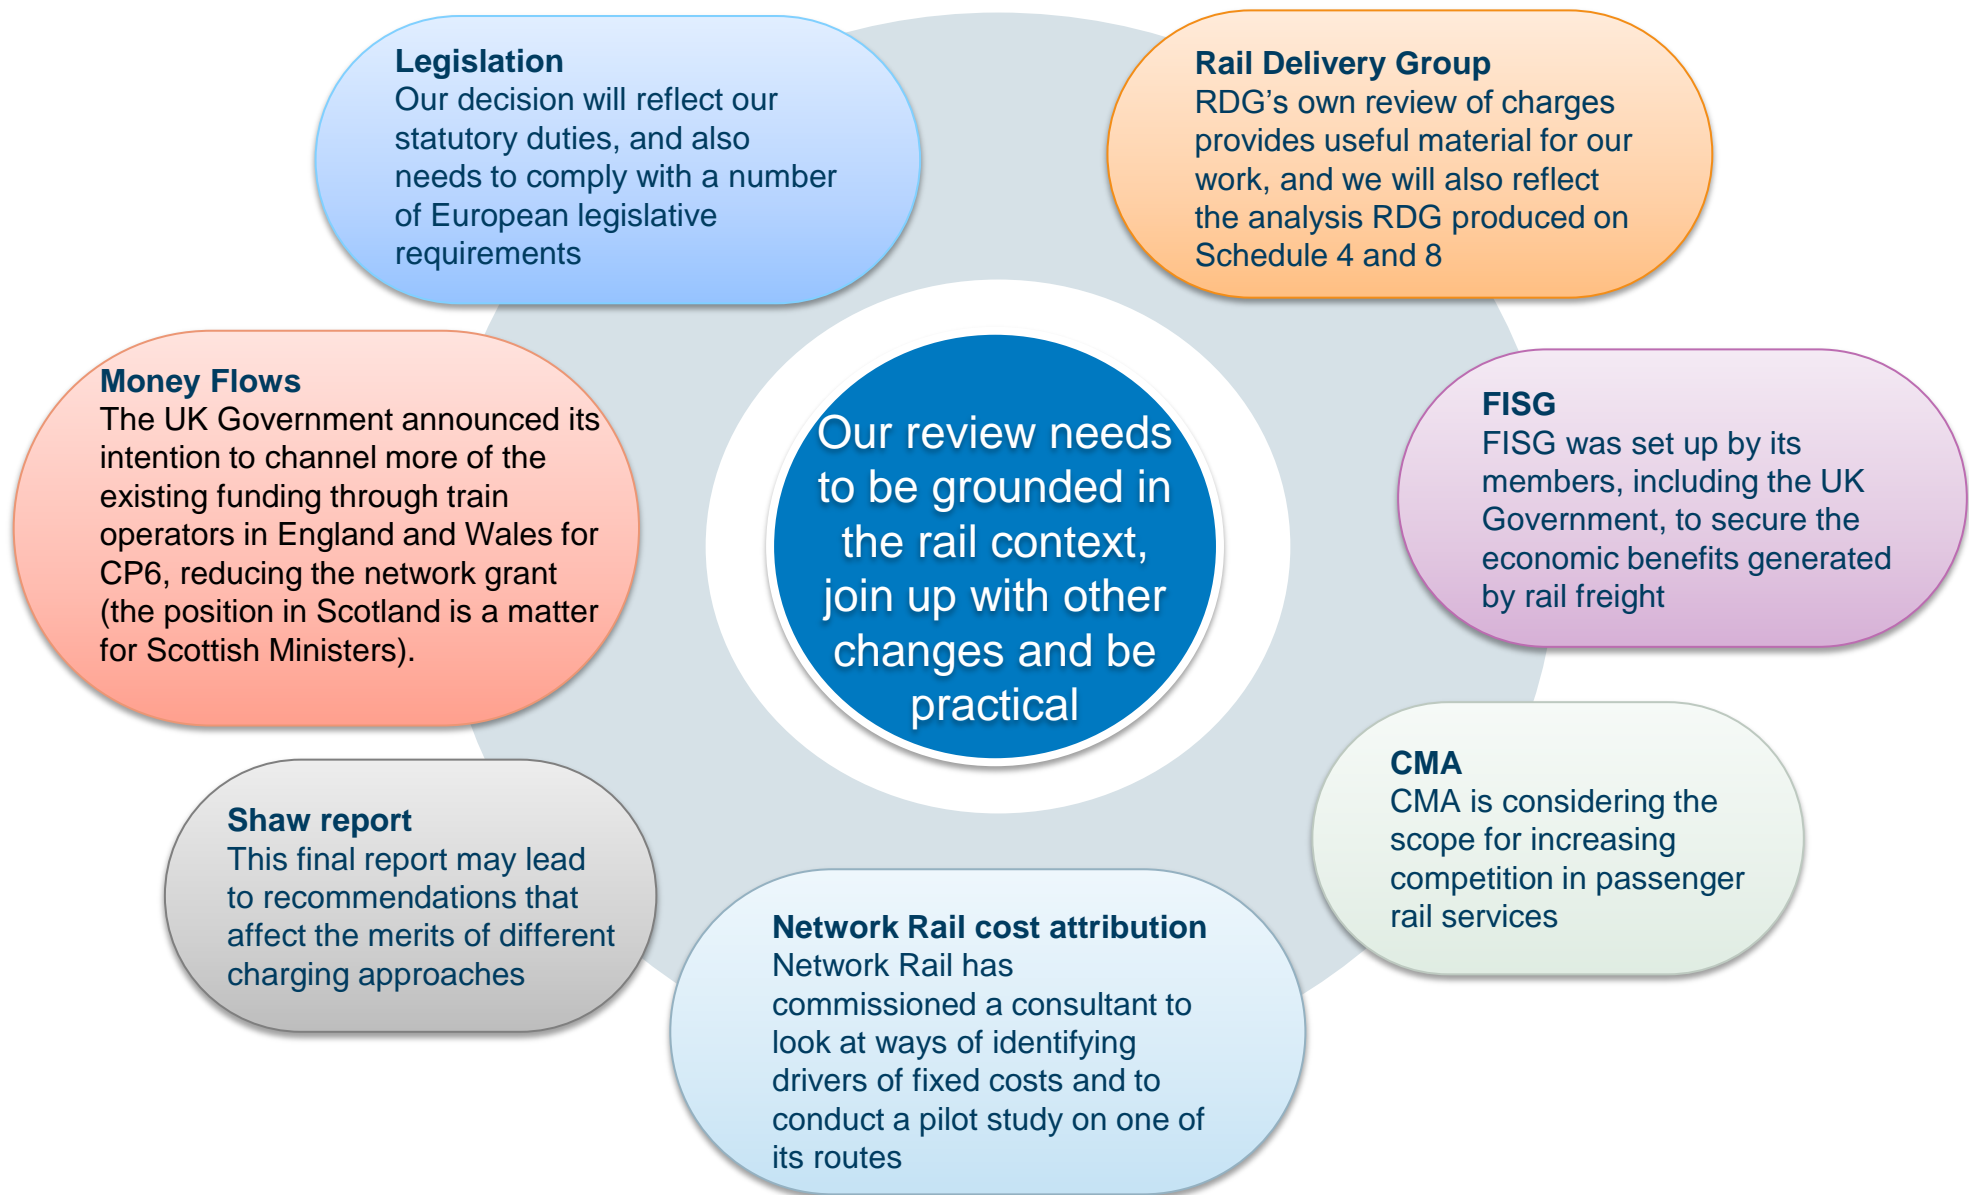 Legislation
Our decision will reflect our
statutory duties, and also
needs to comply with a number
of European legislative
requirements
Rail Delivery Group
RDG’s own review of charges
provides useful material for our
work, and we will also reflect
the analysis RDG produced on
Schedule 4 and 8
Money Flows
The UK Government announced its
intention to channel more of the
existing funding through train
operators in England and Wales for
CP6, reducing the network grant
(the position in Scotland is a matter
for Scottish Ministers).
Our review needs
to be grounded in
the rail context,
join up with other
changes and be
practical
FISG
FISG was set up by its
members, including the UK
Government, to secure the
economic benefits generated
by rail freight
Shaw report
This final report may lead
to recommendations that
affect the merits of different
charging approaches
Network Rail cost attribution
Network Rail has
commissioned a consultant to
look at ways of identifying
drivers of fixed costs and to
conduct a pilot study on one of
its routes
CMA
CMA is considering the
scope for increasing
competition in passenger
rail services